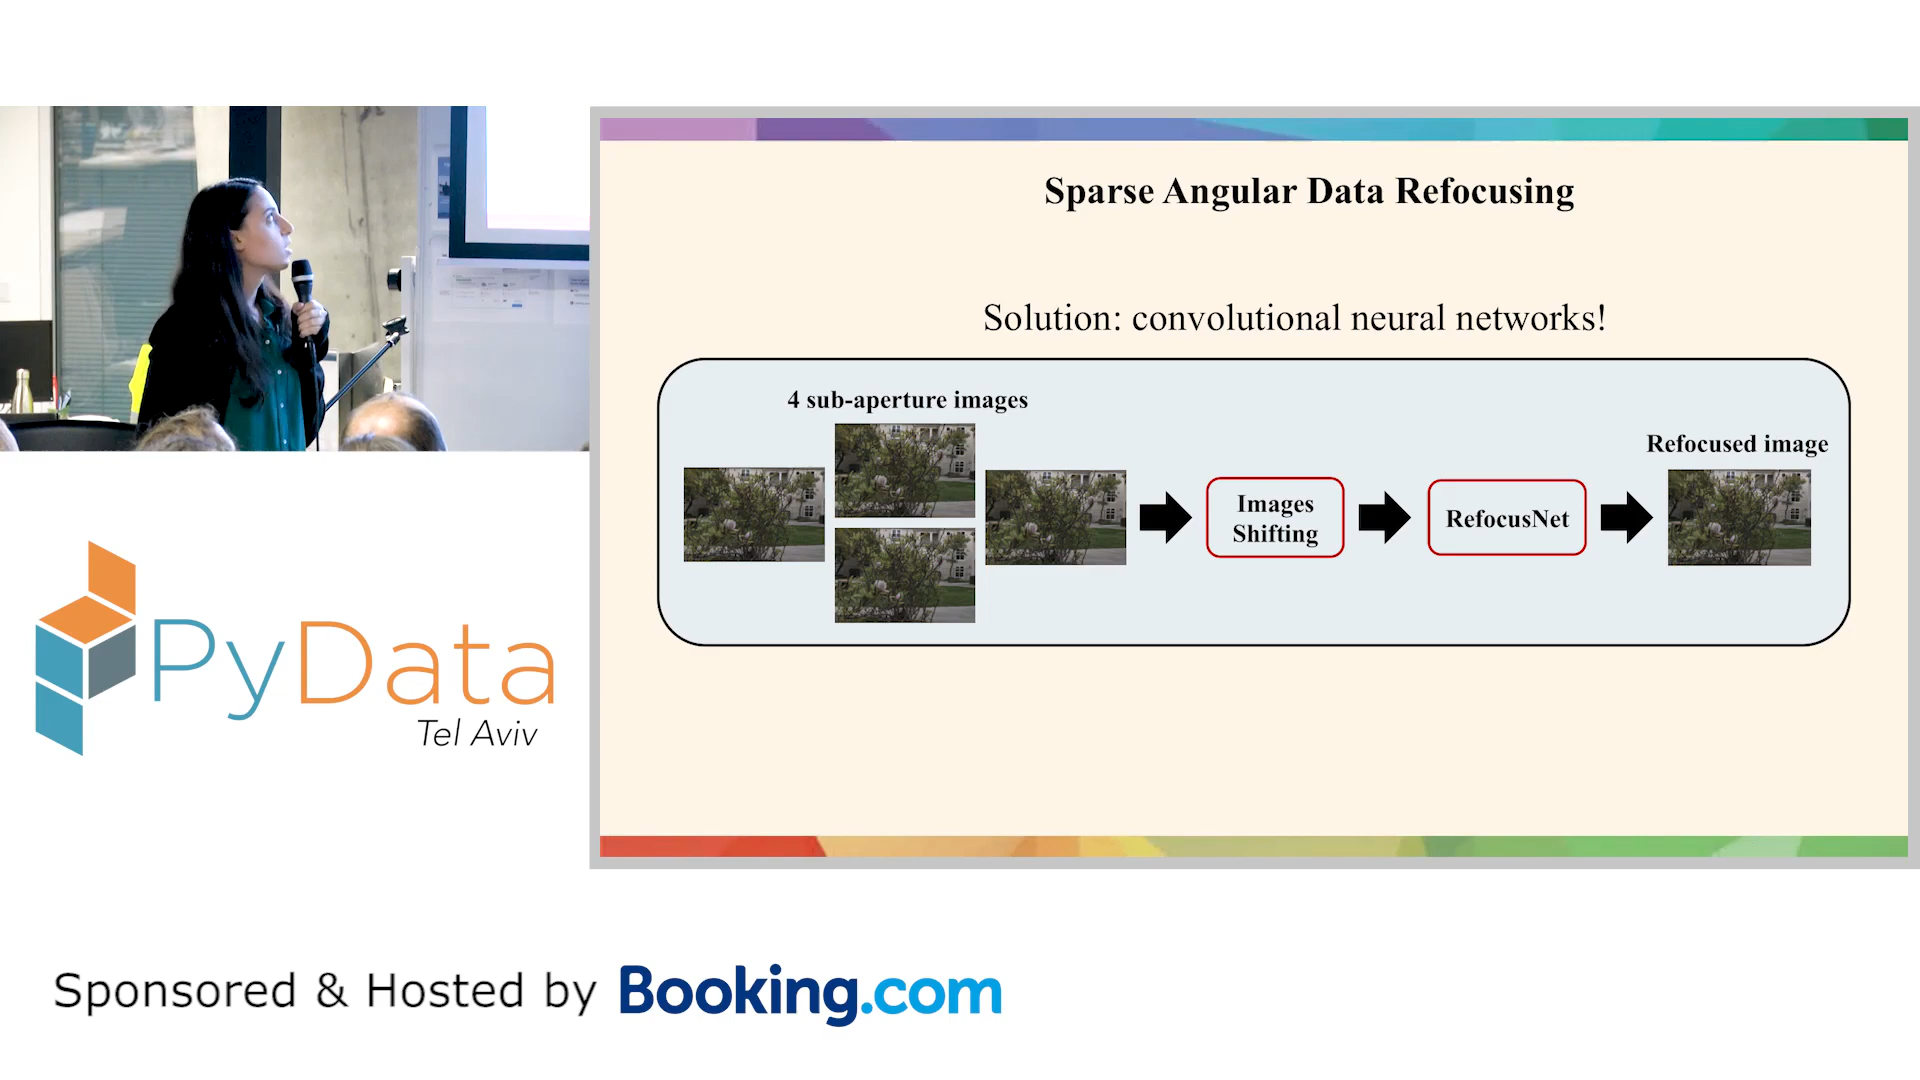 Sparse Angular Data Refocusing
Solution: convolutional neural networks!
4 sub-aperture images
Images
Shifting
RefocusNet
Refocused image
PyData
Tel Aviv
Sponsored & Hosted by Booking.com